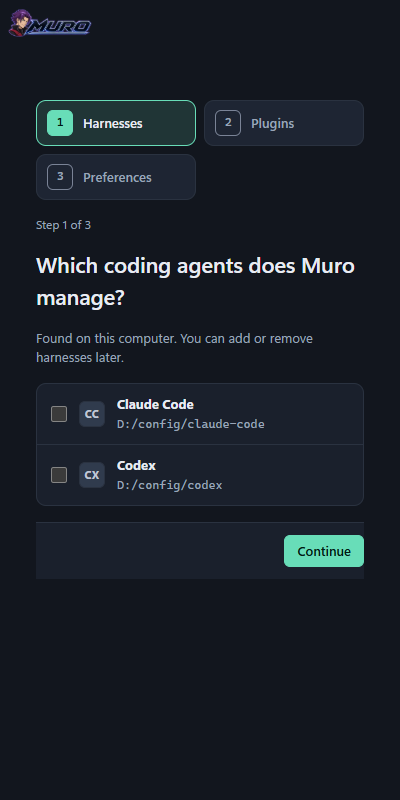 MURO
1 Harnesses
2 Plugins
3 Preferences
Step 1 of 3
Which coding agents does Muro
manage?
Found on this computer. You can add or remove
harnesses later.
CC Claude Code
D:/config/claude-code
CX Codex
D:/config/codex
Continue